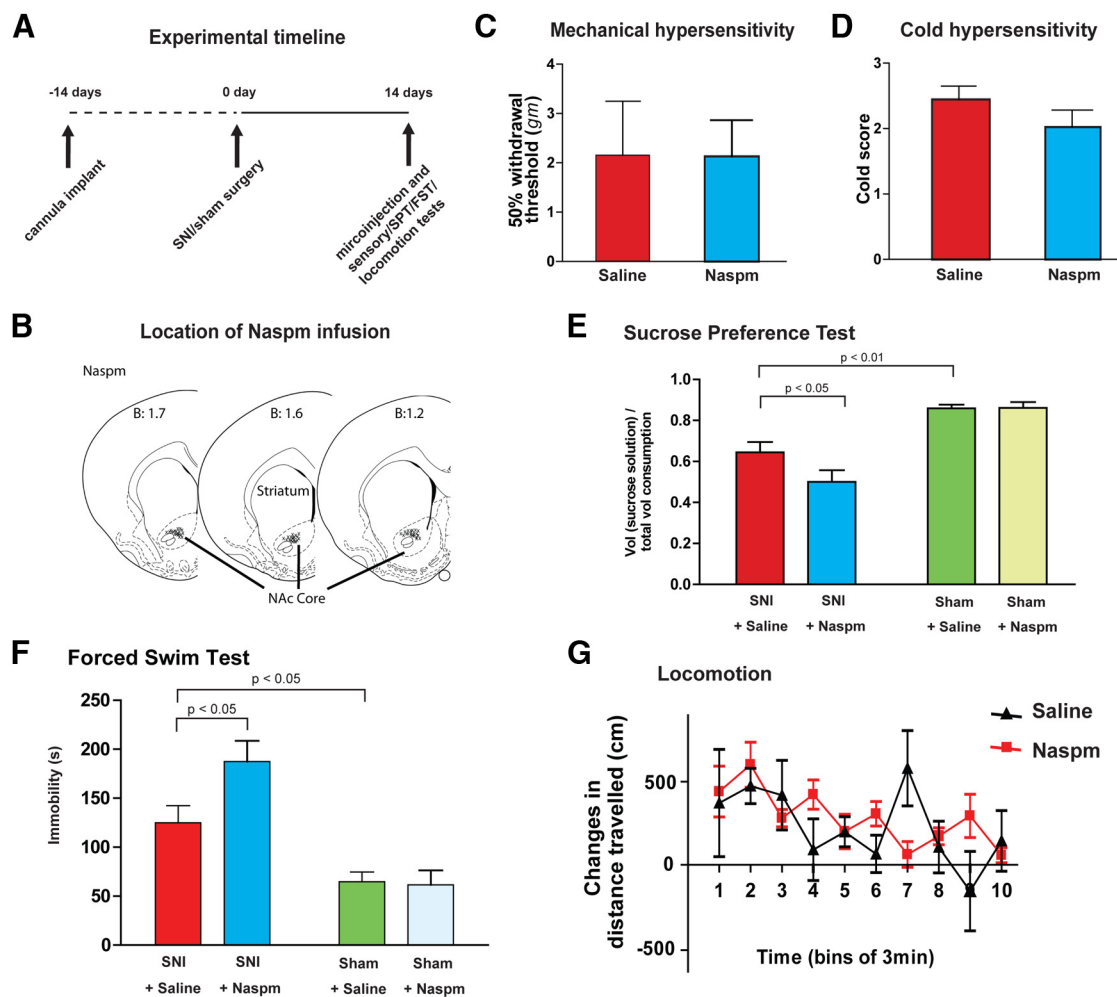 A
Experimental timeline
-14 days
0 day
14 days
cannula implant
SNI/sham surgery
mircoinjection and
sensory/SPT/FST/
locomotion tests
B
Location of Naspm infusion
Naspm
B: 1.7
B: 1.6
B:1.2
Striatum
NAc Core
C
Mechanical hypersensitivity
50% withdrawal
threshold (gm)
4
3
2
1
0
Saline
Naspm
D
Cold hypersensitivity
Cold score
3
2
1
0
Saline
Naspm
E
Sucrose Preference Test
p < 0.01
p < 0.05
Vol (sucrose solution) /
total vol consumption
1.0
0.8
0.6
0.4
0.2
0.0
SNI
+ Saline
SNI
+ Naspm
Sham
+ Saline
Sham
+ Naspm
F
Forced Swim Test
p < 0.05
p < 0.05
Immobility (s)
250
200
150
100
50
0
SNI
+ Saline
SNI
+ Naspm
Sham
+ Saline
Sham
+ Naspm
G
Locomotion
Saline
Naspm
Changes in
distance travelled (cm)
500
0
-500
1 2 3 4 5 6 7 8 9 10
Time (bins of 3min)